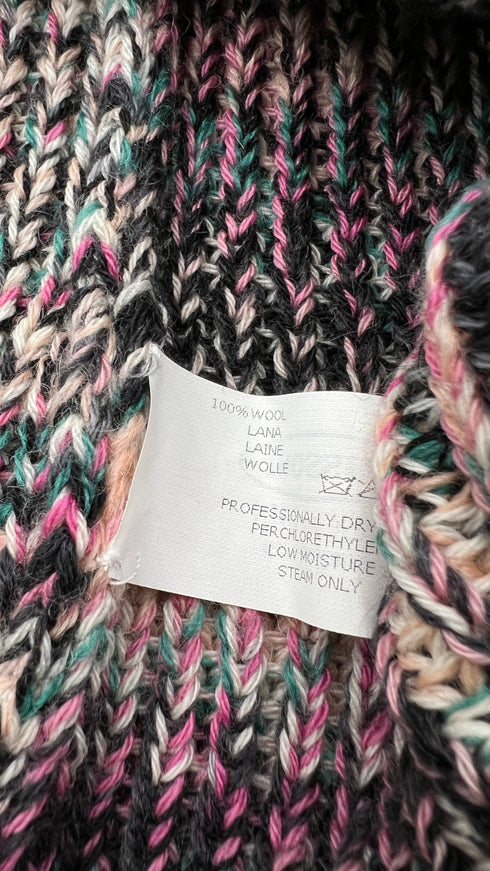 100% WOOL
LANA
LAINE
WOLLE
PROFESSIONALLY DRY
PERCHLORETHYLE
LOW MOISTURE
STEAM ONLY